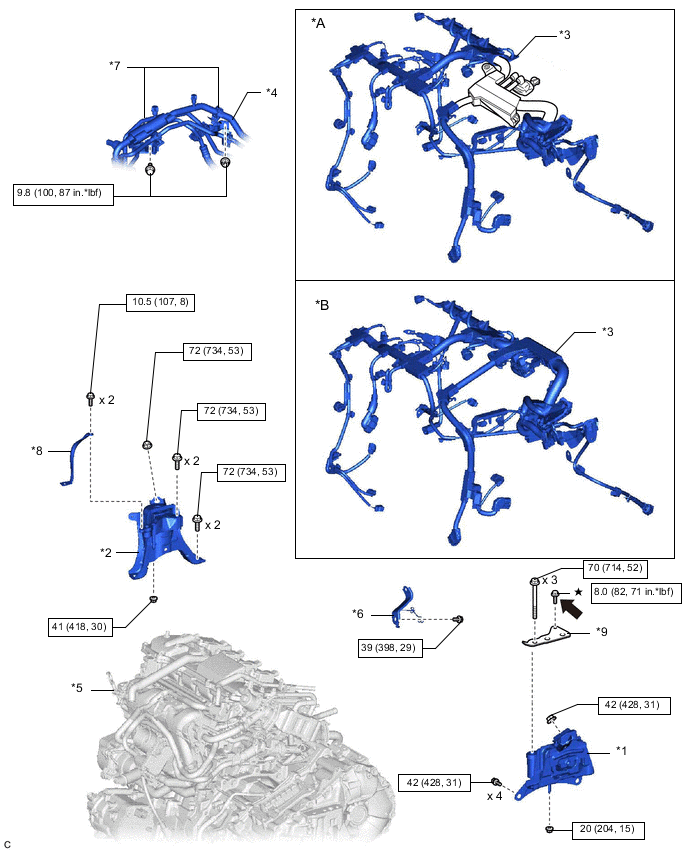 *A
*3
*7
*4
9.8 (100, 87 in.*lbf)
*B
*3
10.5 (107, 8)
72 (734, 53)
x 2
72 (734, 53)
*8
x 2
72 (734, 53)
x 2
*2
41 (418, 30)
70 (714, 52)
x 3
★ 8.0 (82, 71 in.*lbf)
*6
*9
39 (398, 29)
*5
42 (428, 31)
*1
42 (428, 31)
x 4
20 (204, 15)
c